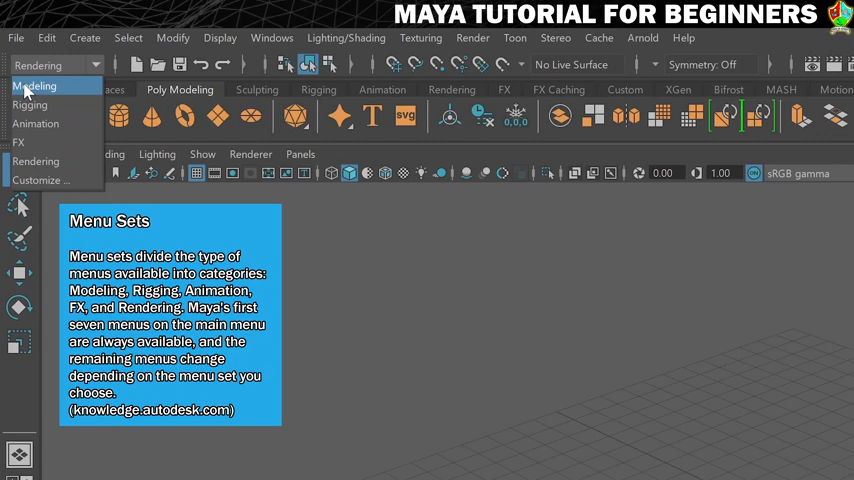 MAYA TUTORIAL FOR BEGINNERS
File Edit Create Select Modify Display Windows Lighting/Shading Texturing Render Toon Stereo Cache Arnold Help
Rendering No Live Surface Symmetry: Off
Modeling
Rigging
Animation
FX
Rendering
Customize ...
aces Poly Modeling Sculpting Rigging Animation Rendering FX FX Caching Custom XGen Bifrost MASH Motion
svg 0,0,0
ding Lighting Show Renderer Panels
0.00 1.00 sRGB gamma
Menu Sets
Menu sets divide the type of
menus available into categories:
Modeling, Rigging, Animation,
FX, and Rendering. Maya's first
seven menus on the main menu
are always available, and the
remaining menus change
depending on the menu set you
choose.
(knowledge.autodesk.com)